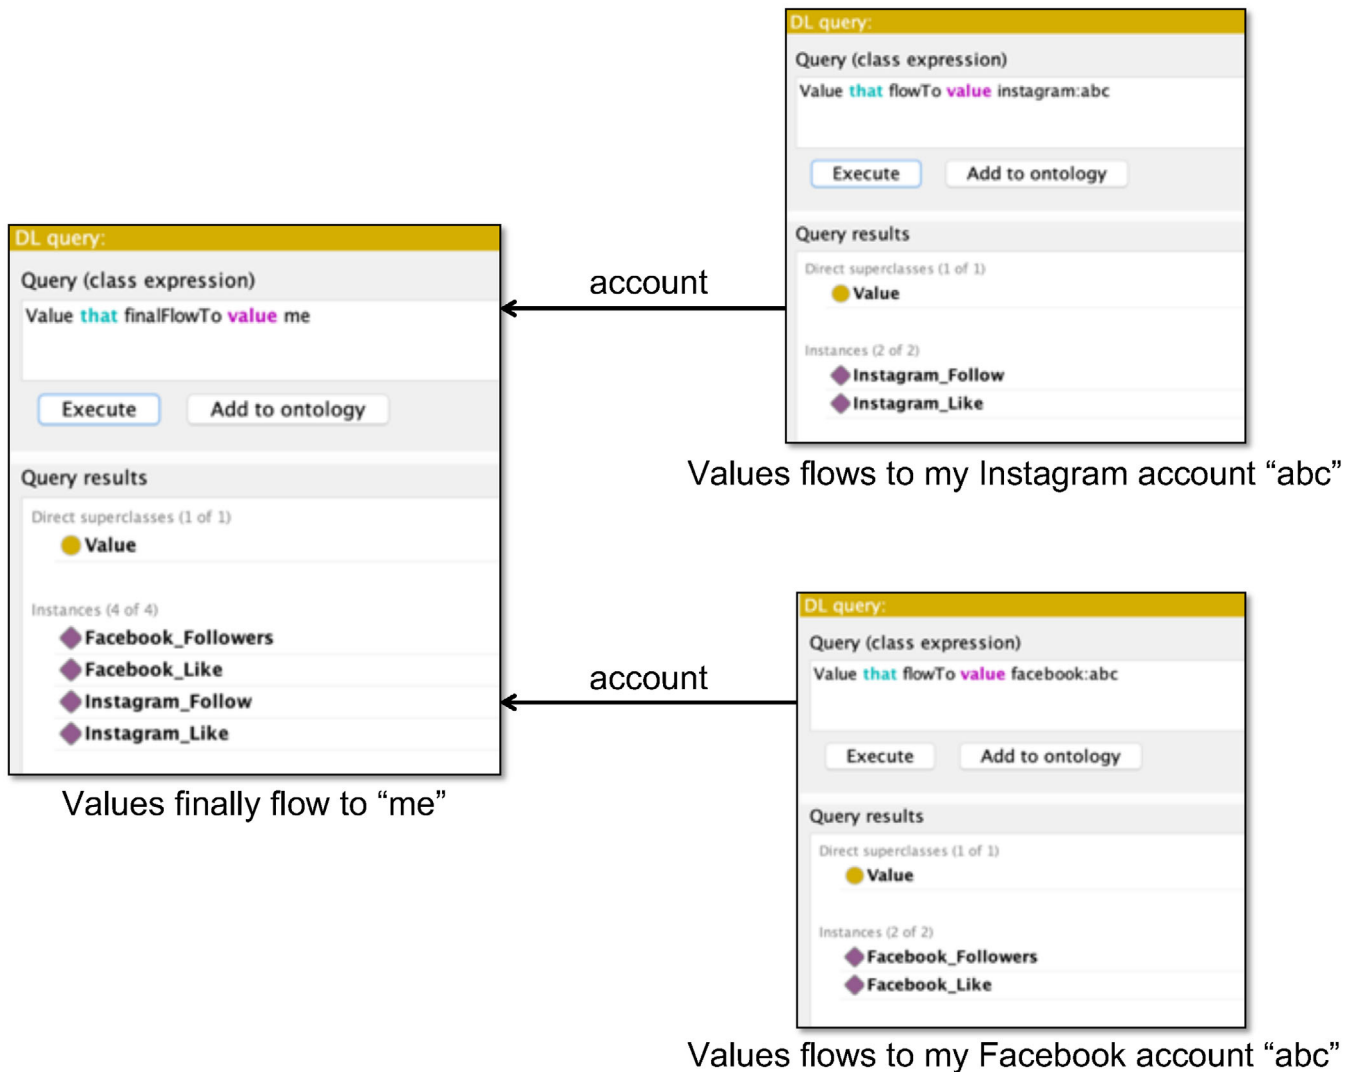 DL query:
Query (class expression)
Value that flowTo value instagram:abc
Execute Add to ontology
Query results
Direct superclasses (1 of 1)
Value
Instances (2 of 2)
Instagram_Follow
Instagram_Like
Values flows to my Instagram account “abc”
account
DL query:
Query (class expression)
Value that finalFlowTo value me
Execute Add to ontology
Query results
Direct superclasses (1 of 1)
Value
Instances (4 of 4)
Facebook_Followers
Facebook_Like
Instagram_Follow
Instagram_Like
Values finally flow to “me”
account
DL query:
Query (class expression)
Value that flowTo value facebook:abc
Execute Add to ontology
Query results
Direct superclasses (1 of 1)
Value
Instances (2 of 2)
Facebook_Followers
Facebook_Like
Values flows to my Facebook account “abc”